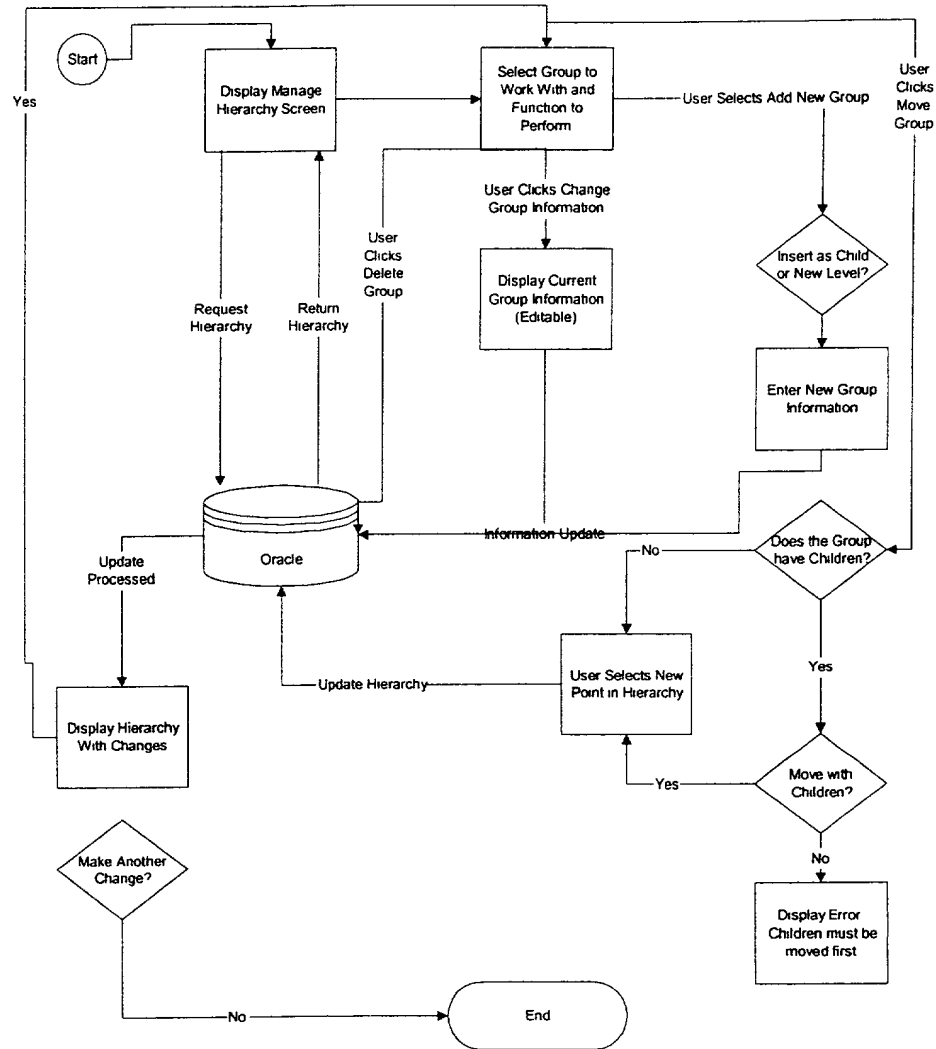 Start
Yes
Display Manage
Hierarchy Screen
Select Group to
Work With and
Function to
Perform
User Selects Add New Group
User
Clicks
Move
Group
User Clicks Change
Group Information
User
Clicks
Delete
Group
Insert as Child
or New Level?
Display Current
Group Information
(Editable)
Request
Hierarchy
Return
Hierarchy
Enter New Group
Information
Oracle
Information Update
Does the Group
have Children?
No
Update
Processed
Yes
User Selects New
Point in Hierarchy
Update Hierarchy
Display Hierarchy
With Changes
Move with
Children?
Yes
No
Make Another
Change?
Display Error
Children must be
moved first
No
End